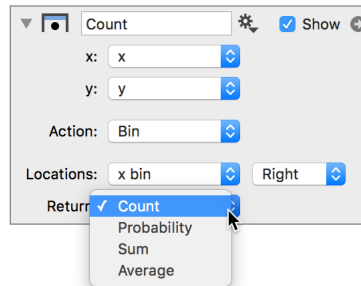 Count Show
x: x
y: y
Action: Bin
Locations: x bin Right
Return ✓ Count
Probability
Sum
Average